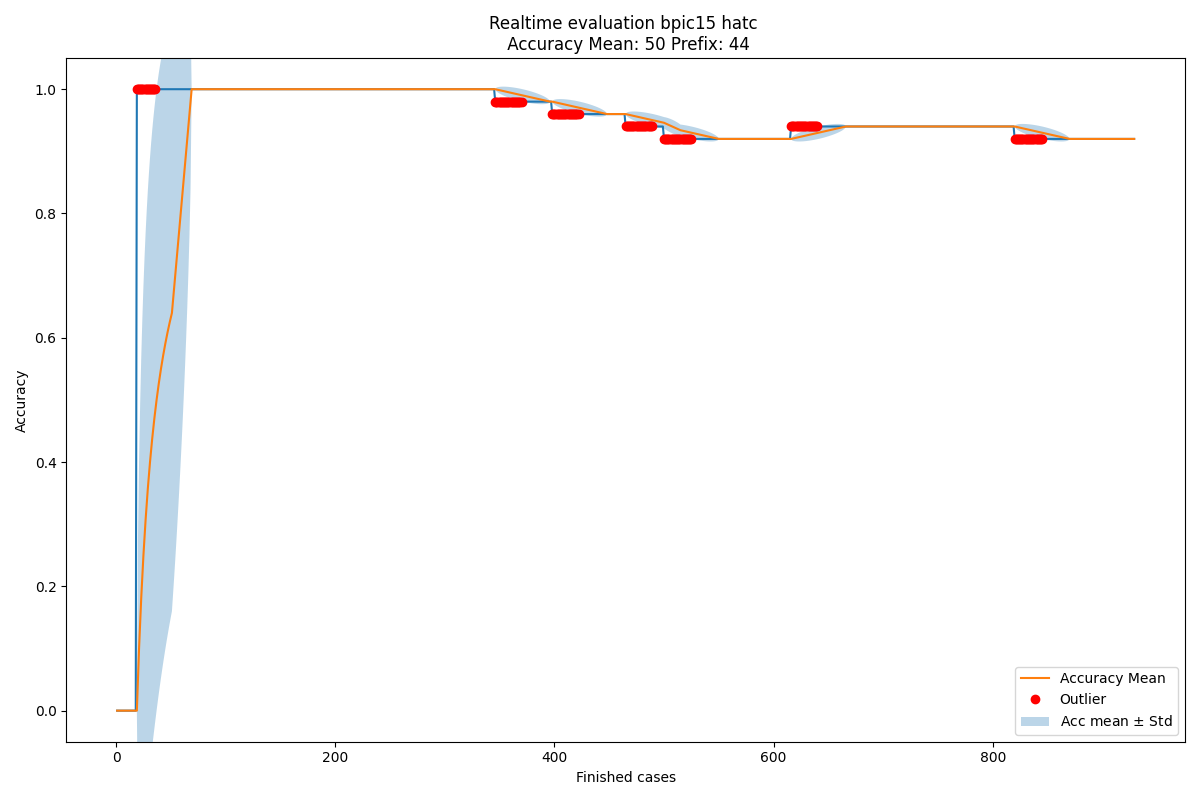 Realtime evaluation bpic15 hatc
Accuracy Mean: 50 Prefix: 44
1.0
0.8
0.6
0.4
0.2
0.0
Accuracy
0
200
400
600
800
Finished cases
Accuracy Mean
Outlier
Acc mean ± Std